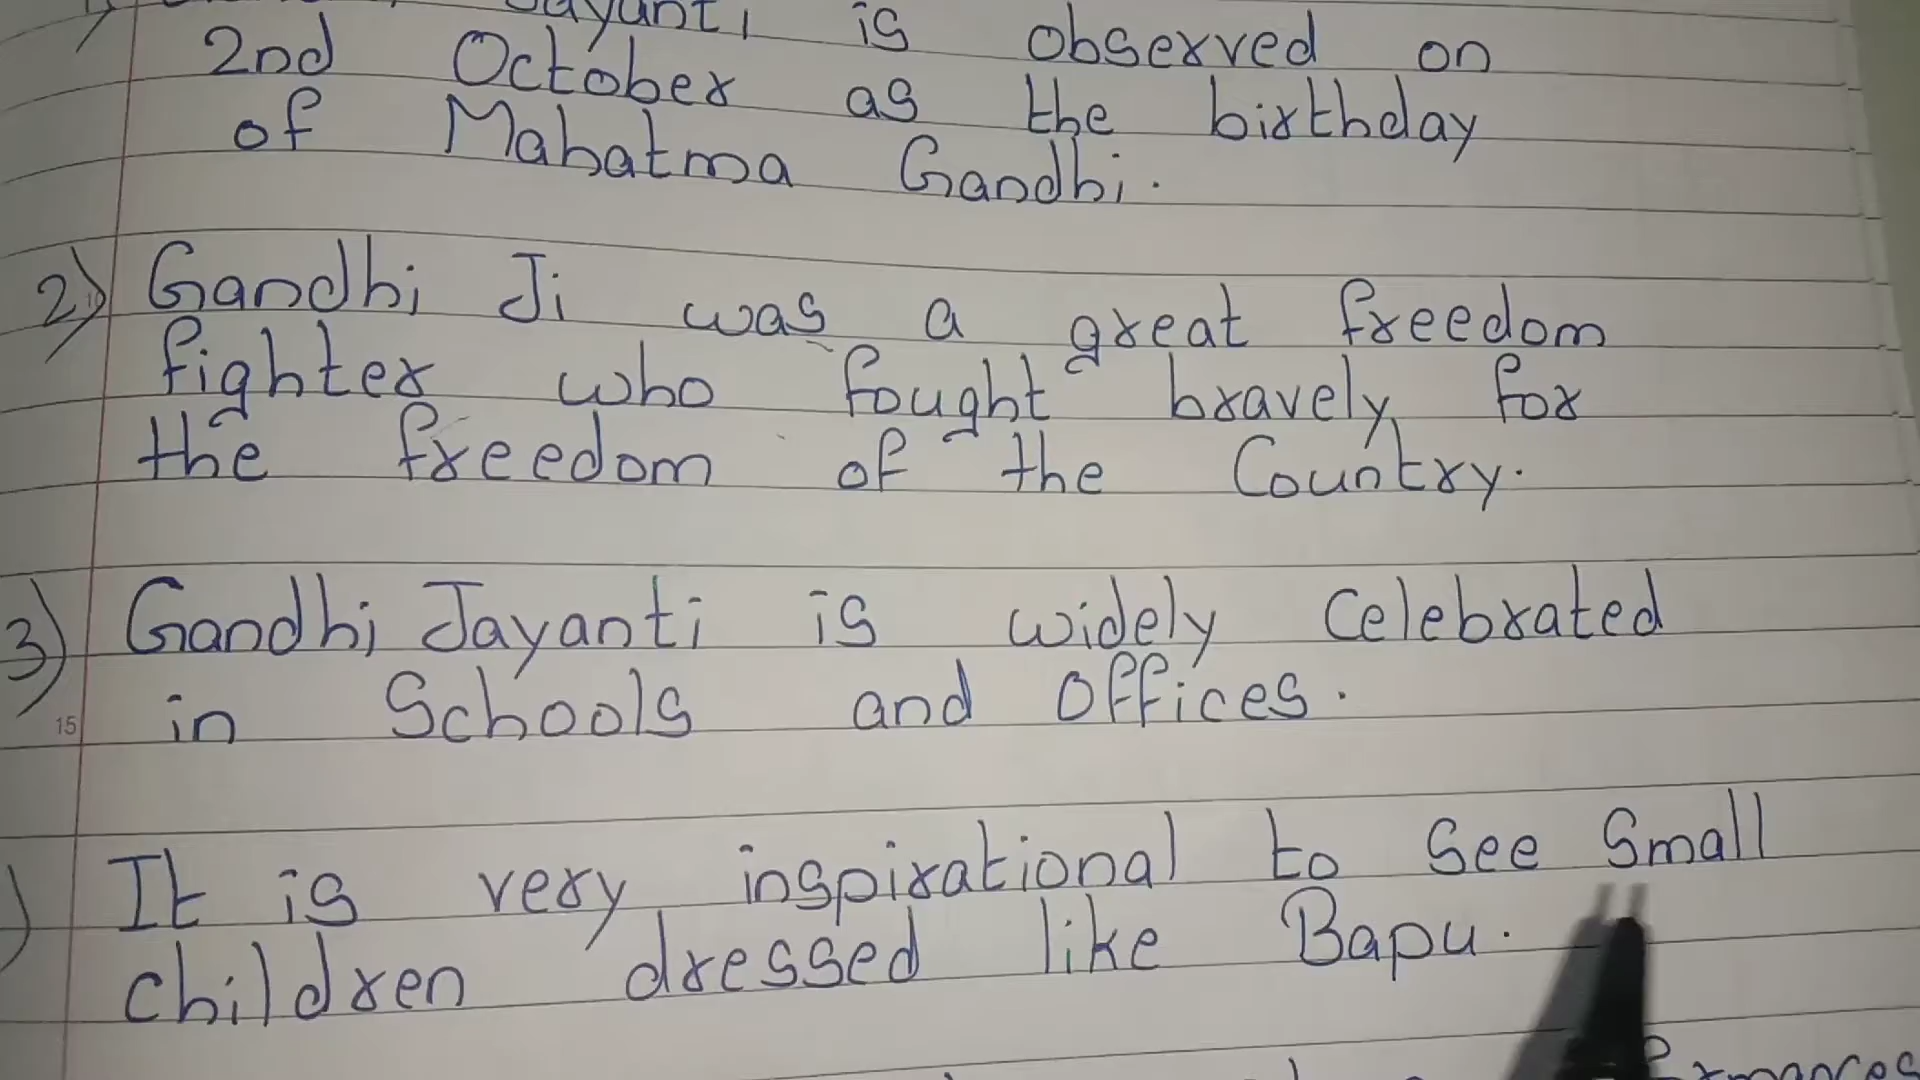 Jayanti is observed on
2nd October as the birthday
of Mahatma Gandhi.
2) Gandhi Ji was a great freedom
fighter who fought bravely for
the freedom of the Country.
3) Gandhi Jayanti is widely Celebrated
in Schools and Offices.
15
) It is very inspirational to See Small
children dressed like Bapu.